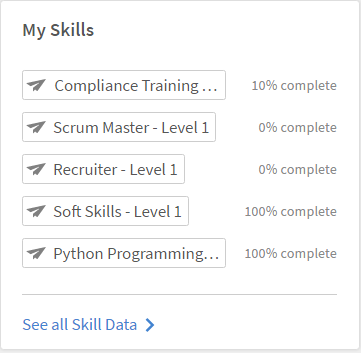 My Skills
Compliance Training ... 10% complete
Scrum Master - Level 1 0% complete
Recruiter - Level 1 0% complete
Soft Skills - Level 1 100% complete
Python Programming... 100% complete
See all Skill Data